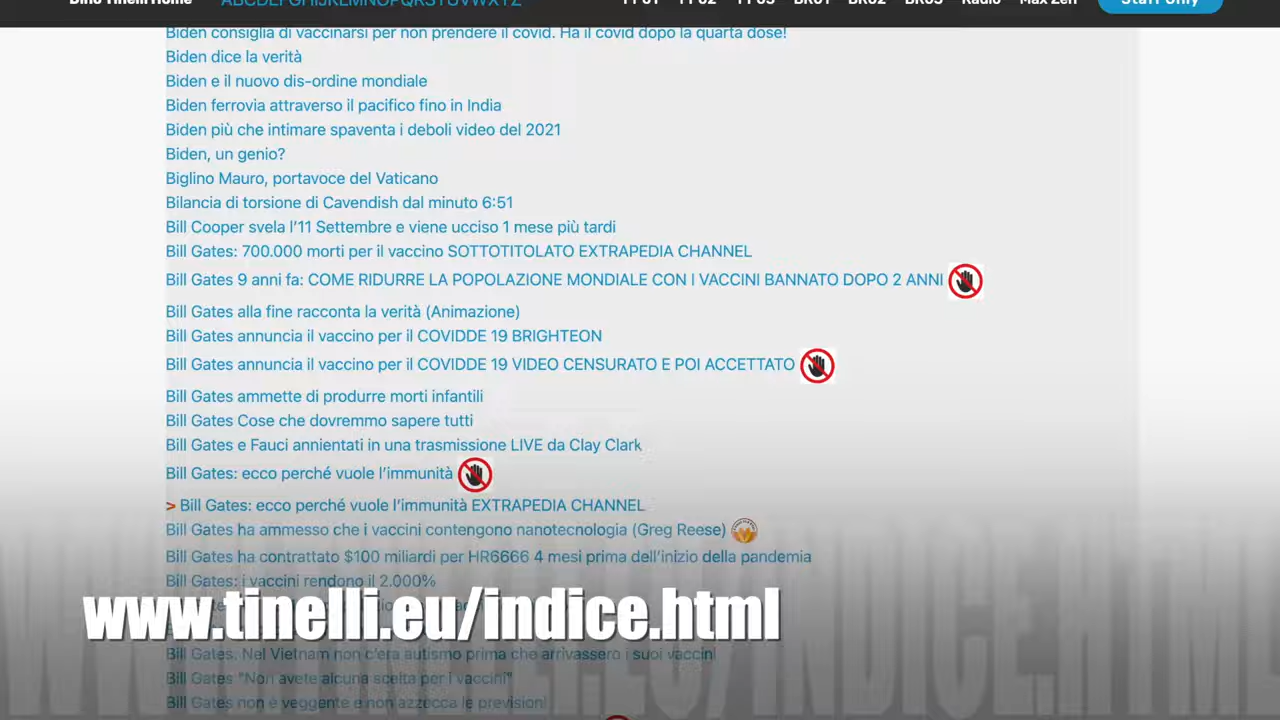 Dino Tinelli Home ABCDEFGHIJKLMNOPQRSTUVWXYZ Radio Max Zen Staff Only
Biden consiglia di vaccinarsi per non prendere il covid. Ha il covid dopo la quarta dose!
Biden dice la verità
Biden e il nuovo dis-ordine mondiale
Biden ferrovia attraverso il pacifico fino in India
Biden più che intimare spaventa i deboli video del 2021
Biden, un genio?
Biglino Mauro, portavoce del Vaticano
Bilancia di torsione di Cavendish dal minuto 6:51
Bill Cooper svela l’11 Settembre e viene ucciso 1 mese più tardi
Bill Gates: 700.000 morti per il vaccino SOTTOTITOLATO EXTRAPEDIA CHANNEL
Bill Gates 9 anni fa: COME RIDURRE LA POPOLAZIONE MONDIALE CON I VACCINI BANNATO DOPO 2 ANNI
Bill Gates alla fine racconta la verità (Animazione)
Bill Gates annuncia il vaccino per il COVIDDE 19 BRIGHTEON
Bill Gates annuncia il vaccino per il COVIDDE 19 VIDEO CENSURATO E POI ACCETTATO
Bill Gates ammette di produrre morti infantili
Bill Gates Cose che dovremmo sapere tutti
Bill Gates e Fauci annientati in una trasmissione LIVE da Clay Clark
Bill Gates: ecco perché vuole l’immunità
> Bill Gates: ecco perché vuole l’immunità EXTRAPEDIA CHANNEL
Bill Gates ha ammesso che i vaccini contengono nanotecnologia (Greg Reese)
Bill Gates ha contrattato $100 miliardi per HR6666 4 mesi prima dell’inizio della pandemia
Bill Gates: i vaccini rendono il 2.000%
www.tinelli.eu/indice.html
Bill Gates. Nel Vietnam non c’era autismo prima che arrivassero i suoi vaccini
Bill Gates "Non avete alcuna scelta per i vaccini"
Bill Gates non è veggente e non azzecca le previsioni